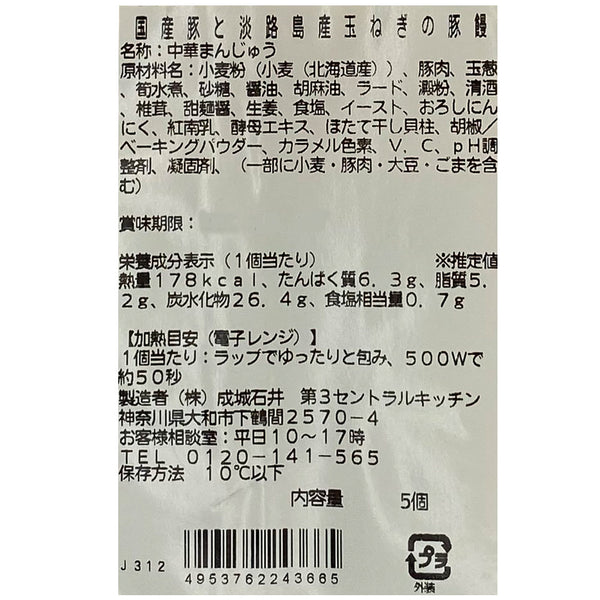 国産豚と淡路島産玉ねぎの豚饅
名称：中華まんじゅう
原材料名：小麦粉（小麦（北海道産））、豚肉、玉葱
、筍水煮、砂糖、醤油、胡麻油、ラード、澱粉、清酒
、椎茸、甜麺醤、生姜、食塩、イースト、おろしにん
にく、紅南乳、酵母エキス、ほたて干し貝柱、胡椒／
ベーキングパウダー、カラメル色素、Ｖ．Ｃ、ｐＨ調
整剤、凝固剤、（一部に小麦・豚肉・大豆・ごまを含
む）
賞味期限：
栄養成分表示（１個当たり） ※推定値
熱量１７８ｋｃａｌ、たんぱく質６．３ｇ、脂質５．
２ｇ、炭水化物２６．４ｇ、食塩相当量０．７ｇ
【加熱目安（電子レンジ）】
１個当たり：ラップでゆったりと包み、５００Ｗで
約５０秒
製造者（株）成城石井 第３セントラルキッチン
神奈川県大和市下鶴間２５７０－４
お客様相談室：平日１０～１７時
ＴＥＬ ０１２０－１４１－５６５
保存方法 １０℃以下
内容量 ５個
J312
4953762243665
プラ
外装